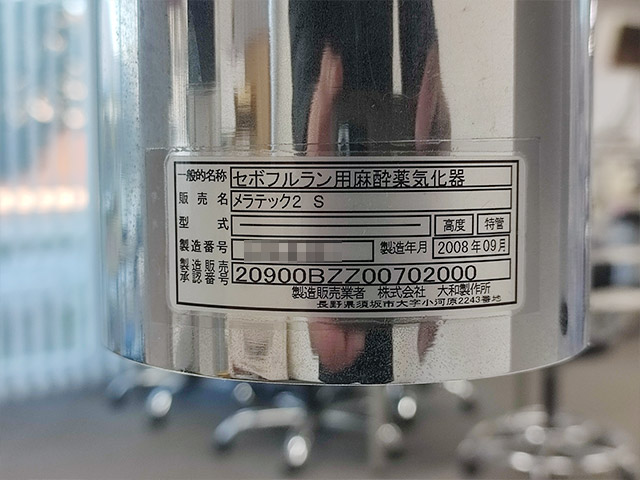 一般的名称 セボフルラン用麻酔薬気化器
販売名 メラテック2 S
型式 ―――― 高度 特管
製造番号 製造年月 2008年09月
製造販売承認番号 20900BZZ00702000
製造販売業者 株式会社 大和製作所
長野県須坂市大字小河原2243番地